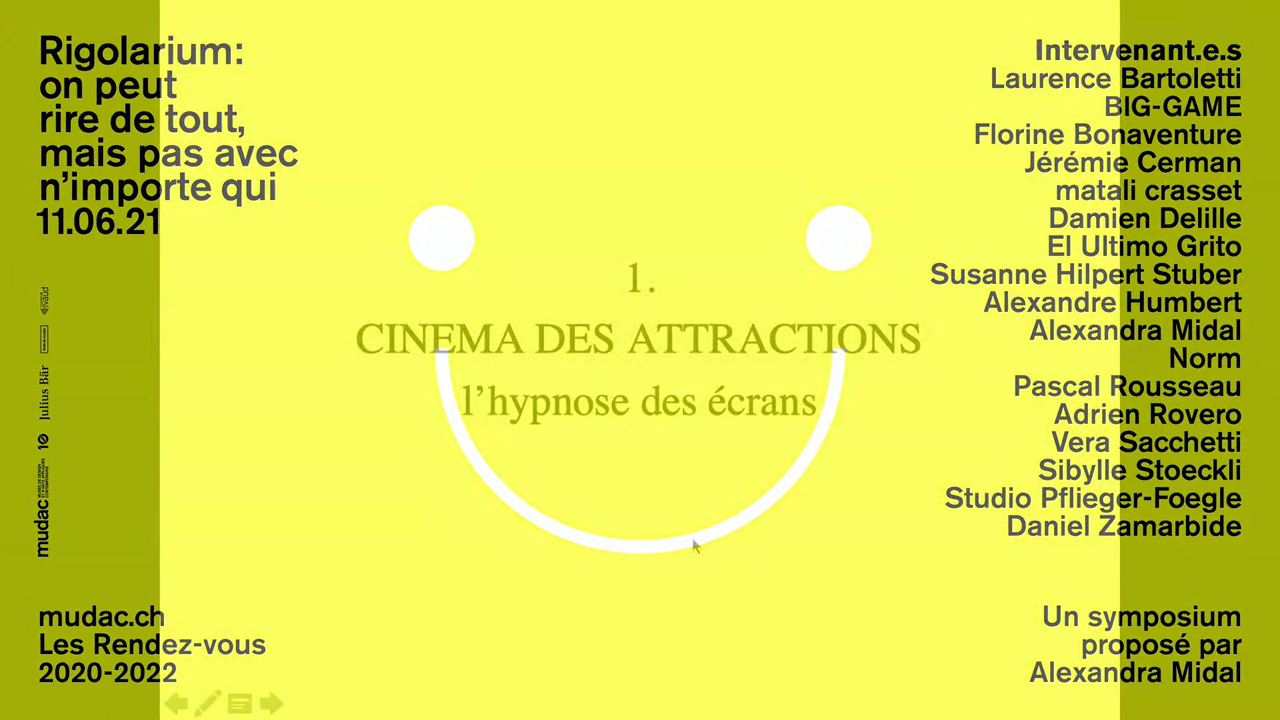 Rigolarium:
on peut
rire de tout,
mais pas avec
n'importe qui
11.06.21
mudac
Julius Bär
10
vaud
mudac.ch
Les Rendez-vous
2020-2022
1.
CINEMA DES ATTRACTIONS
l'hypnose des écrans
Intervenant.e.s
Laurence Bartoletti
BIG-GAME
Florine Bonaventure
Jérémie Cerman
matali crasset
Damien Delille
El Ultimo Grito
Susanne Hilpert Stuber
Alexandre Humbert
Alexandra Midal
Norm
Pascal Rousseau
Adrien Rovero
Vera Sacchetti
Sibylle Stoeckli
Studio Pflieger-Foegle
Daniel Zamarbide
Un symposium
proposé par
Alexandra Midal